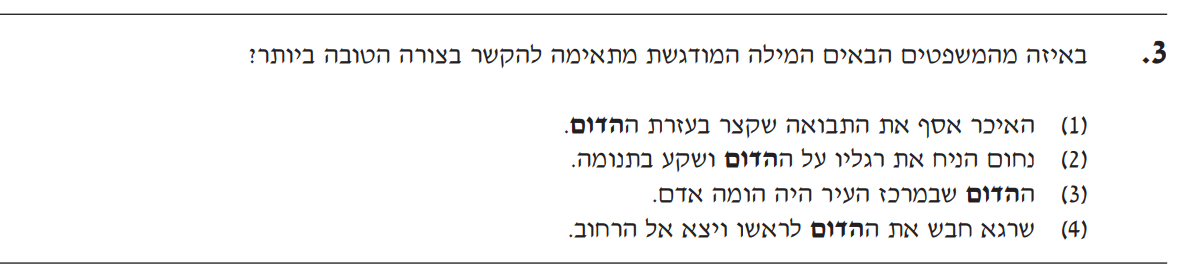 3. באיזה מהמשפטים הבאים המילה המודגשת מתאימה להקשר בצורה הטובה ביותר?
(1) האיכר אסף את התבואה שקצר בעזרת ההדום.
(2) נחום הניח את רגליו על ההדום ושקע בתנומה.
(3) ההדום שבמרכז העיר היה הומה אדם.
(4) שרגא חבש את ההדום לראשו ויצא אל הרחוב.